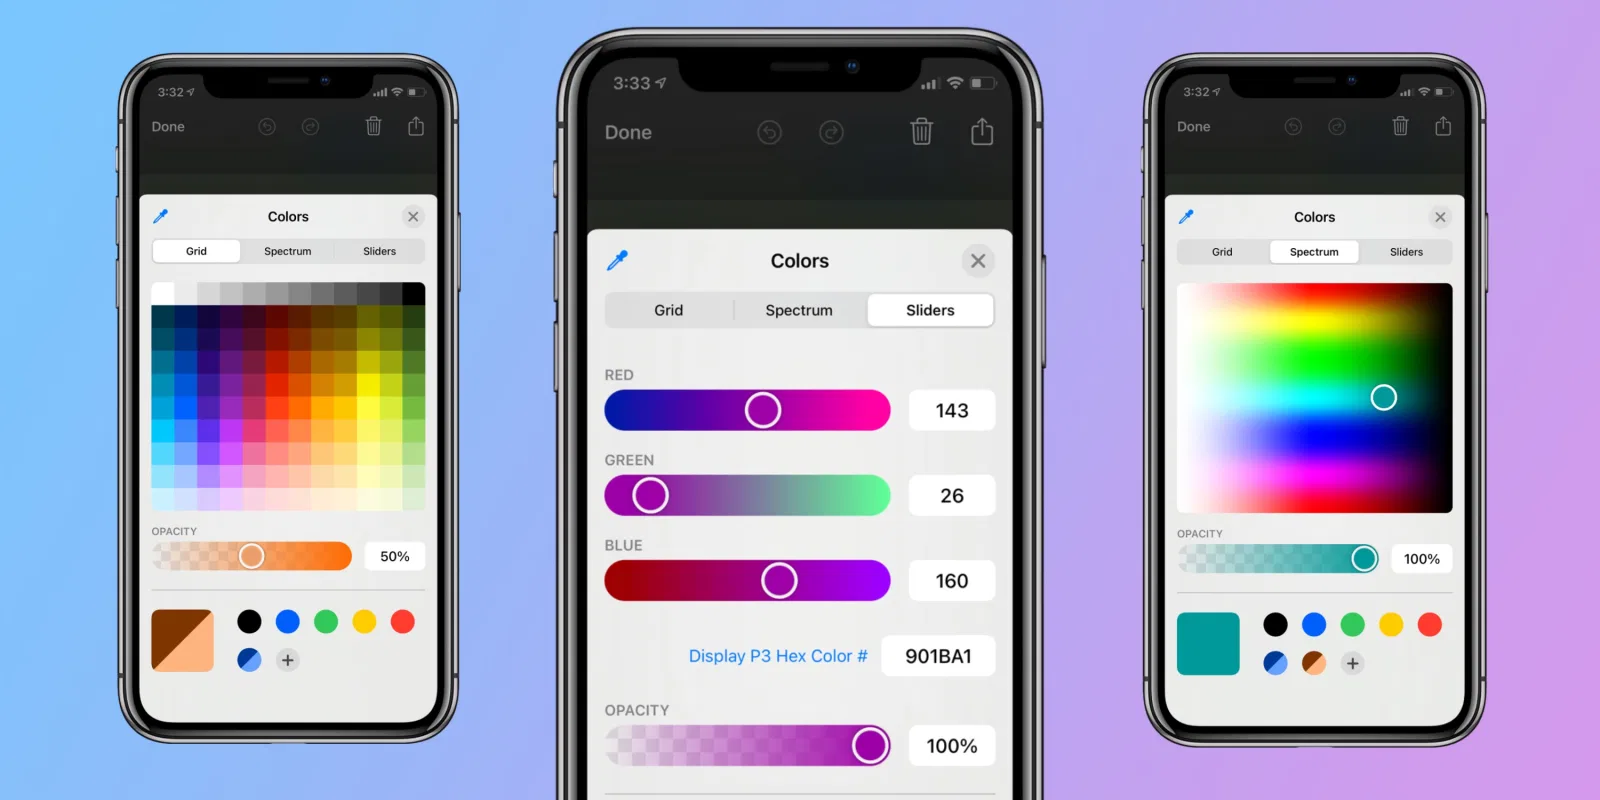 3:32
Done
Colors
Grid Spectrum Sliders
OPACITY
50%
3:33
Done
Colors
Grid Spectrum Sliders
RED
143
GREEN
26
BLUE
160
Display P3 Hex Color # 901BA1
OPACITY
100%
3:32
Done
Colors
Grid Spectrum Sliders
OPACITY
100%